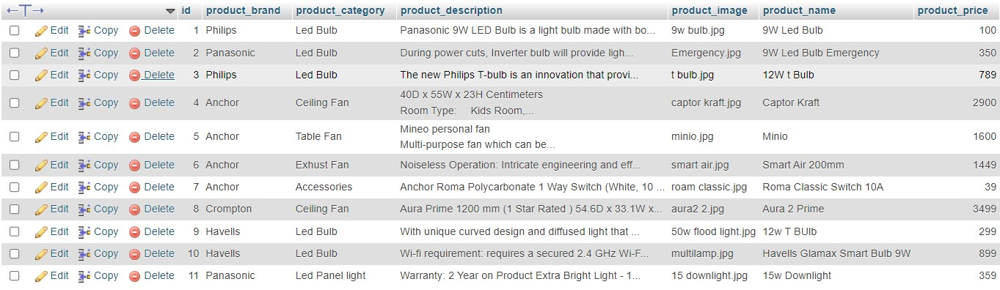 ←T→ id product_brand product_category product_description product_image product_name product_price
Edit Copy Delete 1 Philips Led Bulb Panasonic 9W LED Bulb is a light bulb made with bo... 9w bulb.jpg 9W Led Bulb 100
Edit Copy Delete 2 Panasonic Led Bulb During power cuts, Inverter bulb will provide ligh... Emergency.jpg 9W Led Bulb Emergency 350
Edit Copy Delete 3 Philips Led Bulb The new Philips T-bulb is an innovation that provi... t bulb.jpg 12W t Bulb 789
Edit Copy Delete 4 Anchor Ceiling Fan 40D x 55W x 23H Centimeters
Room Type: Kids Room,... captor kraft.jpg Captor Kraft 2900
Edit Copy Delete 5 Anchor Table Fan Mineo personal fan
Multi-purpose fan which can be... minio.jpg Minio 1600
Edit Copy Delete 6 Anchor Exhust Fan Noiseless Operation: Intricate engineering and eff... smart air.jpg Smart Air 200mm 1449
Edit Copy Delete 7 Anchor Accessories Anchor Roma Polycarbonate 1 Way Switch (White, 10 ... roam classic.jpg Roma Classic Switch 10A 39
Edit Copy Delete 8 Crompton Ceiling Fan Aura Prime 1200 mm (1 Star Rated ) 54.6D x 33.1W x... aura2 2.jpg Aura 2 Prime 3499
Edit Copy Delete 9 Havells Led Bulb With unique curved design and diffused light that ... 50w flood light.jpg 12w T BUlb 299
Edit Copy Delete 10 Havells Led Bulb Wi-fi requirement: requires a secured 2.4 GHz Wi-F... multilamp.jpg Havells Glamax Smart Bulb 9W 899
Edit Copy Delete 11 Panasonic Led Panel light Warranty: 2 Year on Product Extra Bright Light - 1... 15 downlight.jpg 15w Downlight 359